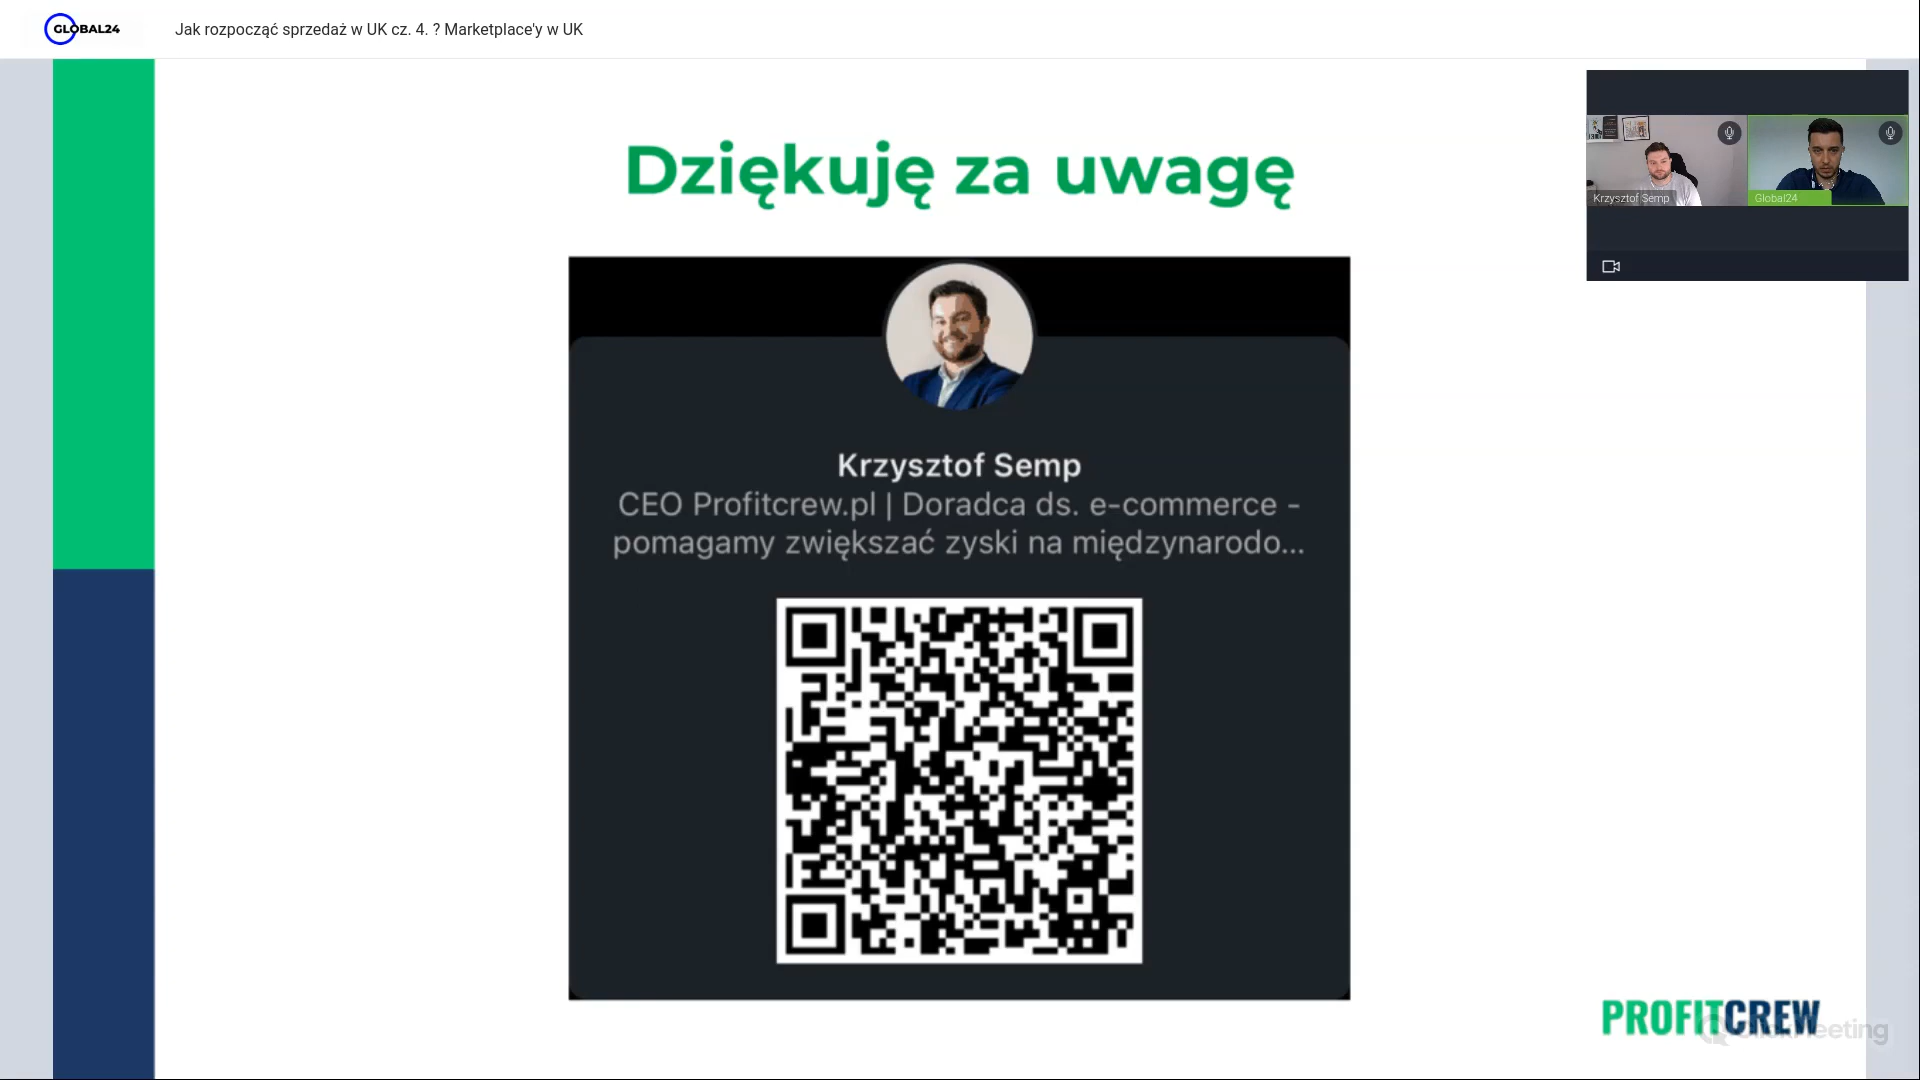 GLOBAL24
Jak rozpocząć sprzedaż w UK cz. 4. ? Marketplace'y w UK
Dziękuję za uwagę
Krzysztof Semp
Global24
Krzysztof Semp
CEO Profitcrew.pl | Doradca ds. e-commerce -
pomagamy zwiększać zyski na międzynarodo...
PROFITCREW
ClickMeeting